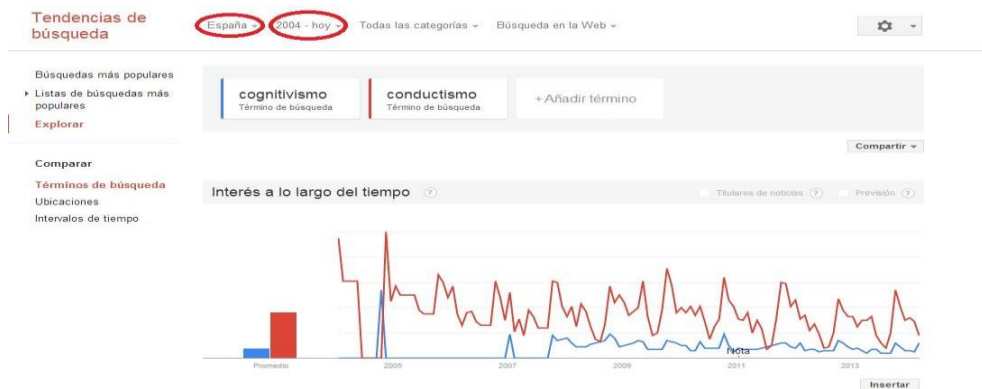 Tendencias de
búsqueda
España
2004 - hoy
Todas las categorías
Búsqueda en la Web
Búsquedas más populares
Listas de búsquedas más
populares
Explorar
Comparar
Términos de búsqueda
Ubicaciones
Intervalos de tiempo
cognitivismo
Término de búsqueda
conductismo
Término de búsqueda
+Añadir término
Compartir
Interés a lo largo del tiempo ?
Titulares de noticias ?
Previsión ?
Nota
Promedio
2005
2007
2009
2011
2013
Insertar